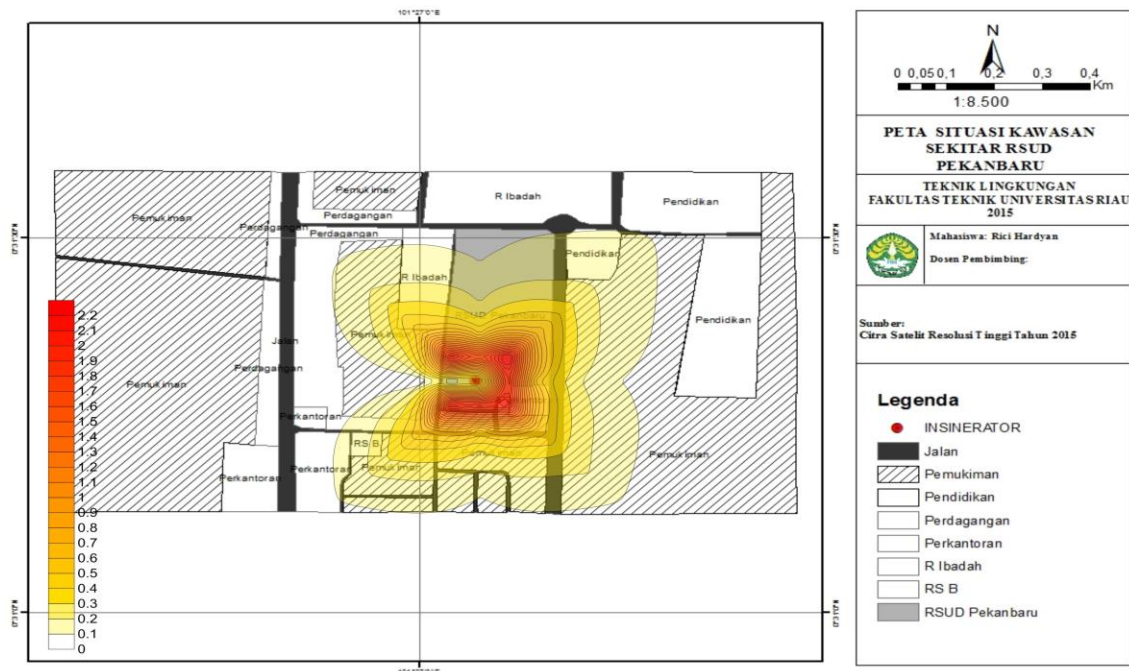 101°27'0"E
Pemukiman
Pemukiman
R Ibadah
Pendidikan
Perdagangan
Perdagangan
Perdagangan
0°31'30"N
Pendidikan
R Ibadah
RSUD Pekanbaru
Pendidikan
Jalan
Pemukiman
Pemukiman
Perdagangan
Perkantoran
RS B
Pemukiman
Pemukiman
Pemukiman
Perkantoran
Perkantoran
2.2
2.1
2
1.9
1.8
1.7
1.6
1.5
1.4
1.3
1.2
1.1
1
0.9
0.8
0.7
0.6
0.5
0.4
0.3
0.2
0.1
0
N
0 0,05 0,1 0,2 0,3 0,4
Km
1:8.500
PETA SITUASI KAWASAN
SEKITAR RSUD
PEKANBARU
TEKNIK LINGKUNGAN
FAKULTAS TEKNIK UNIVERSITAS RIAU
2015
Mahasiswa: Rici Hardyan
Dosen Pembimbing:
Sumber:
Citra Satelit Resolusi Tinggi Tahun 2015
Legenda
INSINERATOR
Jalan
Pemukiman
Pendidikan
Perdagangan
Perkantoran
R Ibadah
RS B
RSUD Pekanbaru